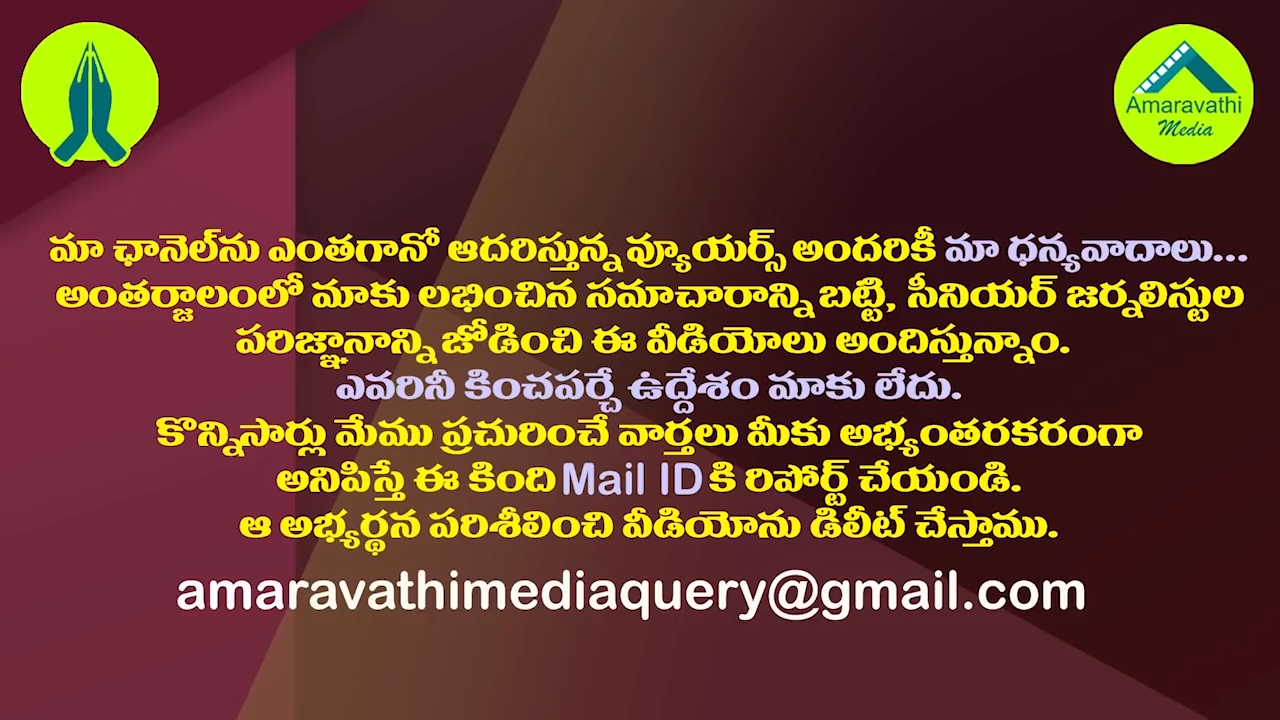 Amaravathi
Media
మా ఛానెల్‌ను ఎంతగానో ఆదరిస్తున్న వ్యూయర్స్ అందరికీ మా ధన్యవాదాలు...
అంతర్జాలంలో మాకు లభించిన సమాచారాన్ని బట్టి, సీనియర్ జర్నలిస్టుల
పరిజ్ఞానాన్ని జోడించి ఈ వీడియోలు అందిస్తున్నాం.
ఎవరినీ కించపర్చే ఉద్దేశం మాకు లేదు.
కొన్నిసార్లు మేము ప్రచురించే వార్తలు మీకు అభ్యంతరకరంగా
అనిపిస్తే ఈ కింది Mail ID కి రిపోర్ట్ చేయండి.
ఆ అభ్యర్థన పరిశీలించి వీడియోను డిలీట్ చేస్తాము.
amaravathimediaquery@gmail.com